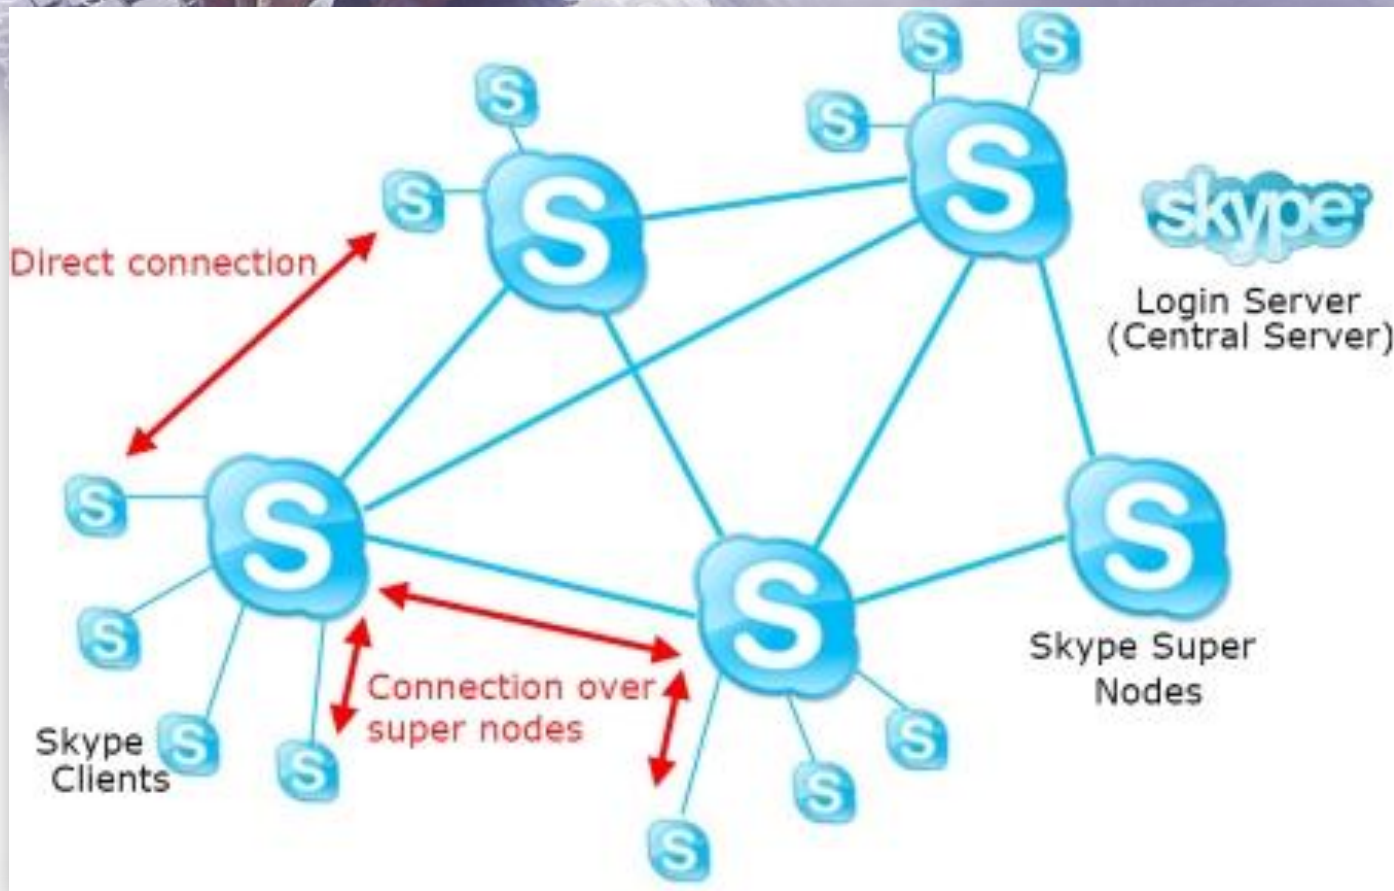 S
S
S
S
S
S
S
S
skype
Direct connection
Login Server
(Central Server)
S
S
S
S
S
Skype Super
Nodes
Connection over
super nodes
Skype
Clients
S
S
S
S
S